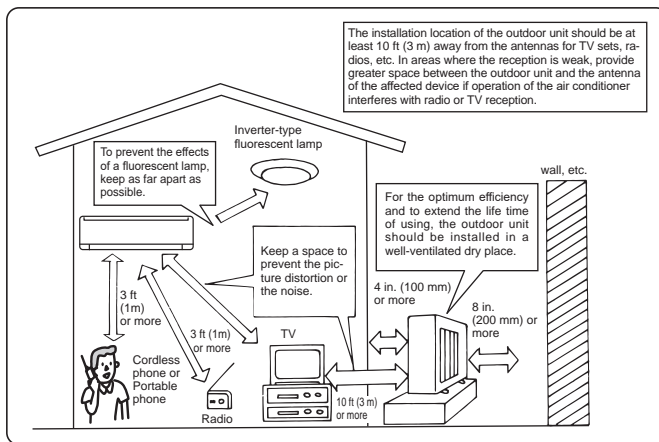 The installation location of the outdoor unit should be at
least 10 ft (3 m) away from the antennas for TV sets, ra-
dios, etc. In areas where the reception is weak, provide
greater space between the outdoor unit and the antenna
of the affected device if operation of the air conditioner
interferes with radio or TV reception.
Inverter-type
fluorescent lamp
To prevent the effects
of a fluorescent lamp,
keep as far apart as
possible.
wall, etc.
For the optimum efficiency
and to extend the life time
of using, the outdoor unit
should be installed in a
well-ventilated dry place.
Keep a space to
prevent the pic-
ture distortion or
the noise.
4 in. (100 mm)
or more
8 in.
(200 mm) or
more
3 ft
(1m)
or more
3 ft (1m)
or more
TV
Cordless
phone or
Portable
phone
Radio
10 ft (3 m)
or more